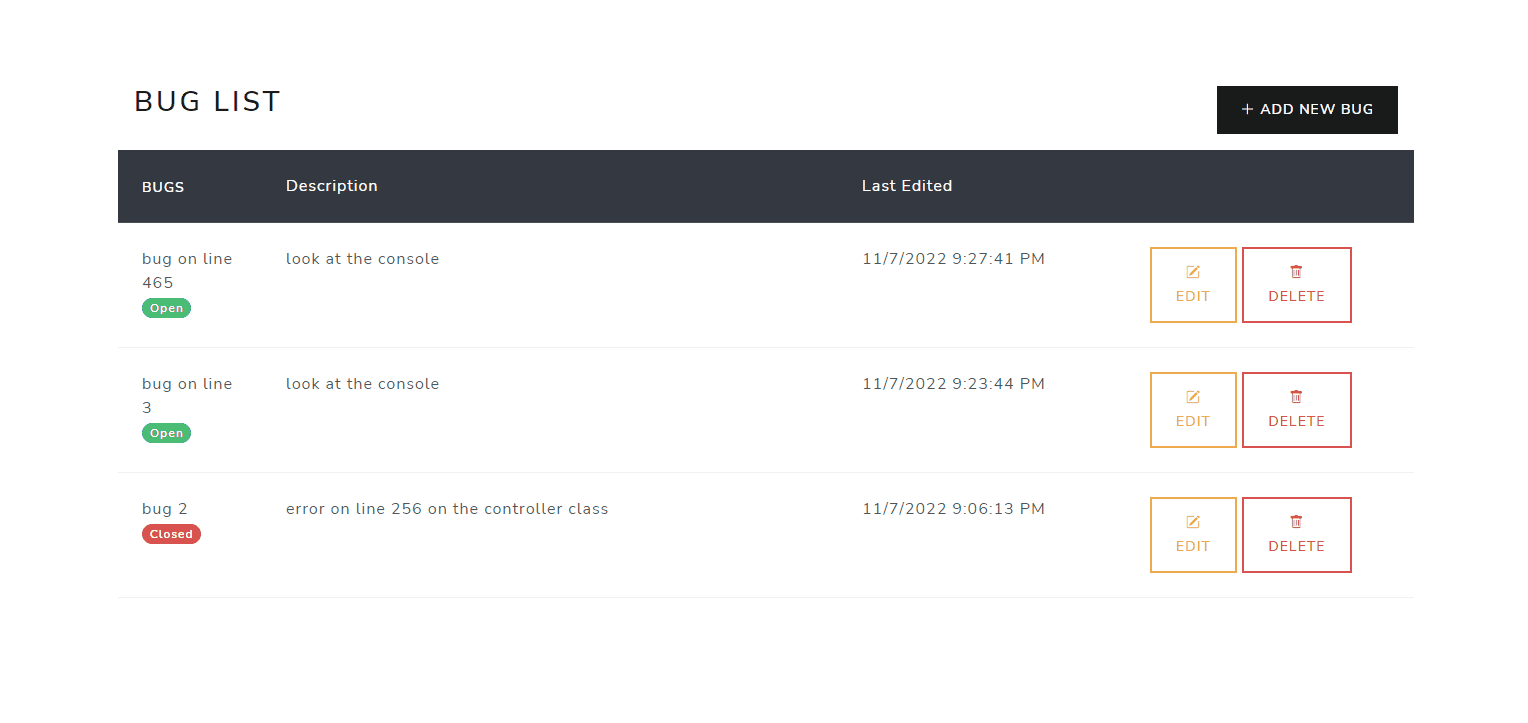 BUG LIST
+ ADD NEW BUG
BUGS Description Last Edited
bug on line look at the console 11/7/2022 9:27:41 PM
465
EDIT DELETE
Open
bug on line look at the console 11/7/2022 9:23:44 PM
3
EDIT DELETE
Open
bug 2 error on line 256 on the controller class 11/7/2022 9:06:13 PM
Closed
EDIT DELETE